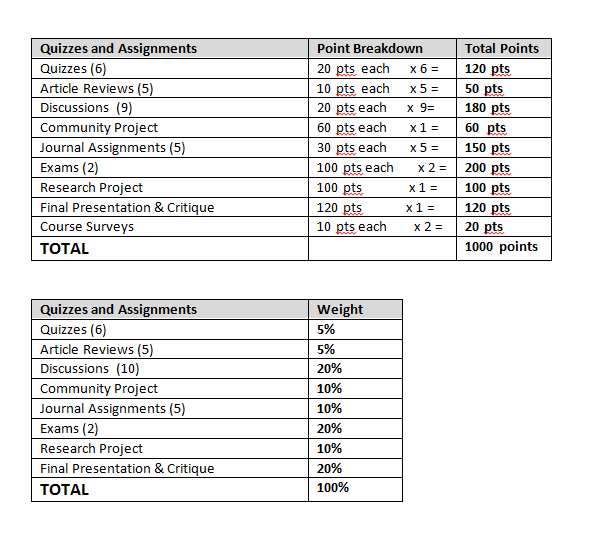 Quizzes and Assignments Point Breakdown Total Points
Quizzes (6) 20 pts each x 6 = 120 pts
Article Reviews (5) 10 pts each x 5 = 50 pts
Discussions (9) 20 pts each x 9= 180 pts
Community Project 60 pts each x 1 = 60 pts
Journal Assignments (5) 30 pts each x 5 = 150 pts
Exams (2) 100 pts each x 2 = 200 pts
Research Project 100 pts x 1 = 100 pts
Final Presentation & Critique 120 pts x 1 = 120 pts
Course Surveys 10 pts each x 2 = 20 pts
TOTAL 1000 points
Quizzes and Assignments Weight
Quizzes (6) 5%
Article Reviews (5) 5%
Discussions (10) 20%
Community Project 10%
Journal Assignments (5) 10%
Exams (2) 20%
Research Project 10%
Final Presentation & Critique 20%
TOTAL 100%